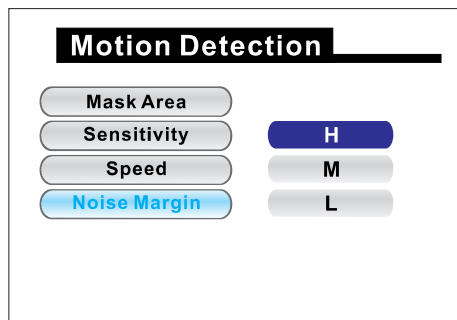 Motion Detection
Mask Area
Sensitivity H
Speed M
Noise Margin L